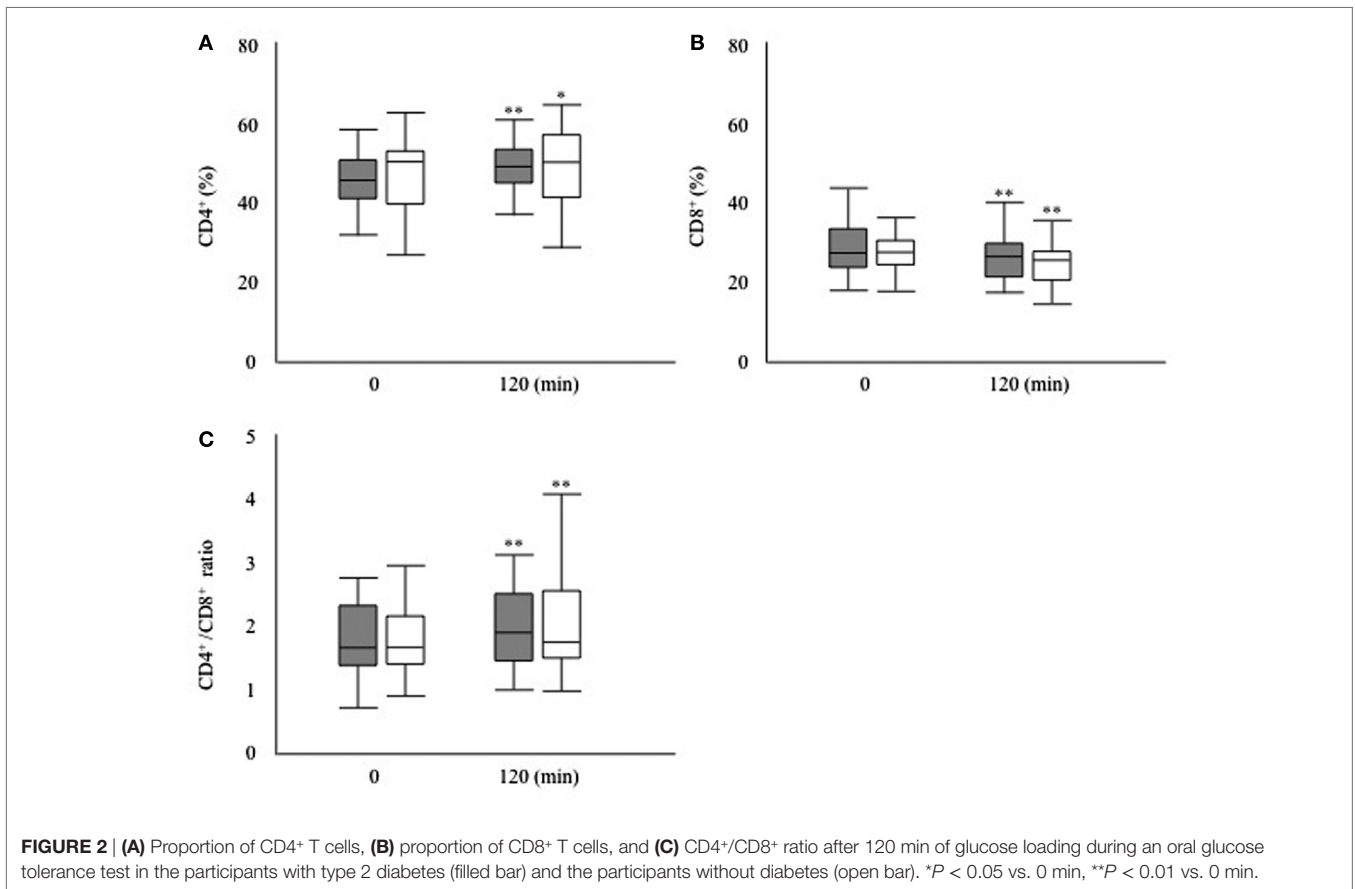 A
80
60
40
20
0
CD4⁺ (%)
**
*
0
120 (min)
B
80
60
40
20
0
CD8⁺ (%)
**
**
0
120 (min)
C
5
4
3
2
1
0
CD4⁺/CD8⁺ ratio
**
**
0
120 (min)
FIGURE 2 | (A) Proportion of CD4⁺ T cells, (B) proportion of CD8⁺ T cells, and (C) CD4⁺/CD8⁺ ratio after 120 min of glucose loading during an oral glucose
tolerance test in the participants with type 2 diabetes (filled bar) and the participants without diabetes (open bar). *P < 0.05 vs. 0 min, **P < 0.01 vs. 0 min.